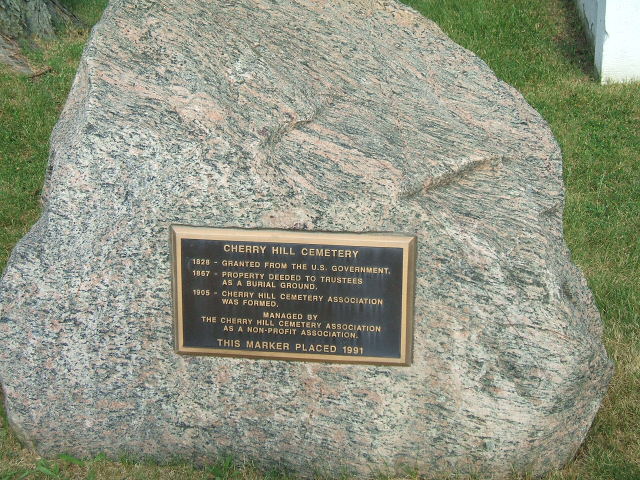 CHERRY HILL CEMETERY
1828 - GRANTED FROM THE U.S. GOVERNMENT.
1867 - PROPERTY DEEDED TO TRUSTEES
AS A BURIAL GROUND.
1905 - CHERRY HILL CEMETERY ASSOCIATION
WAS FORMED.
MANAGED BY
THE CHERRY HILL CEMETERY ASSOCIATION
AS A NON-PROFIT ASSOCIATION.
THIS MARKER PLACED 1991